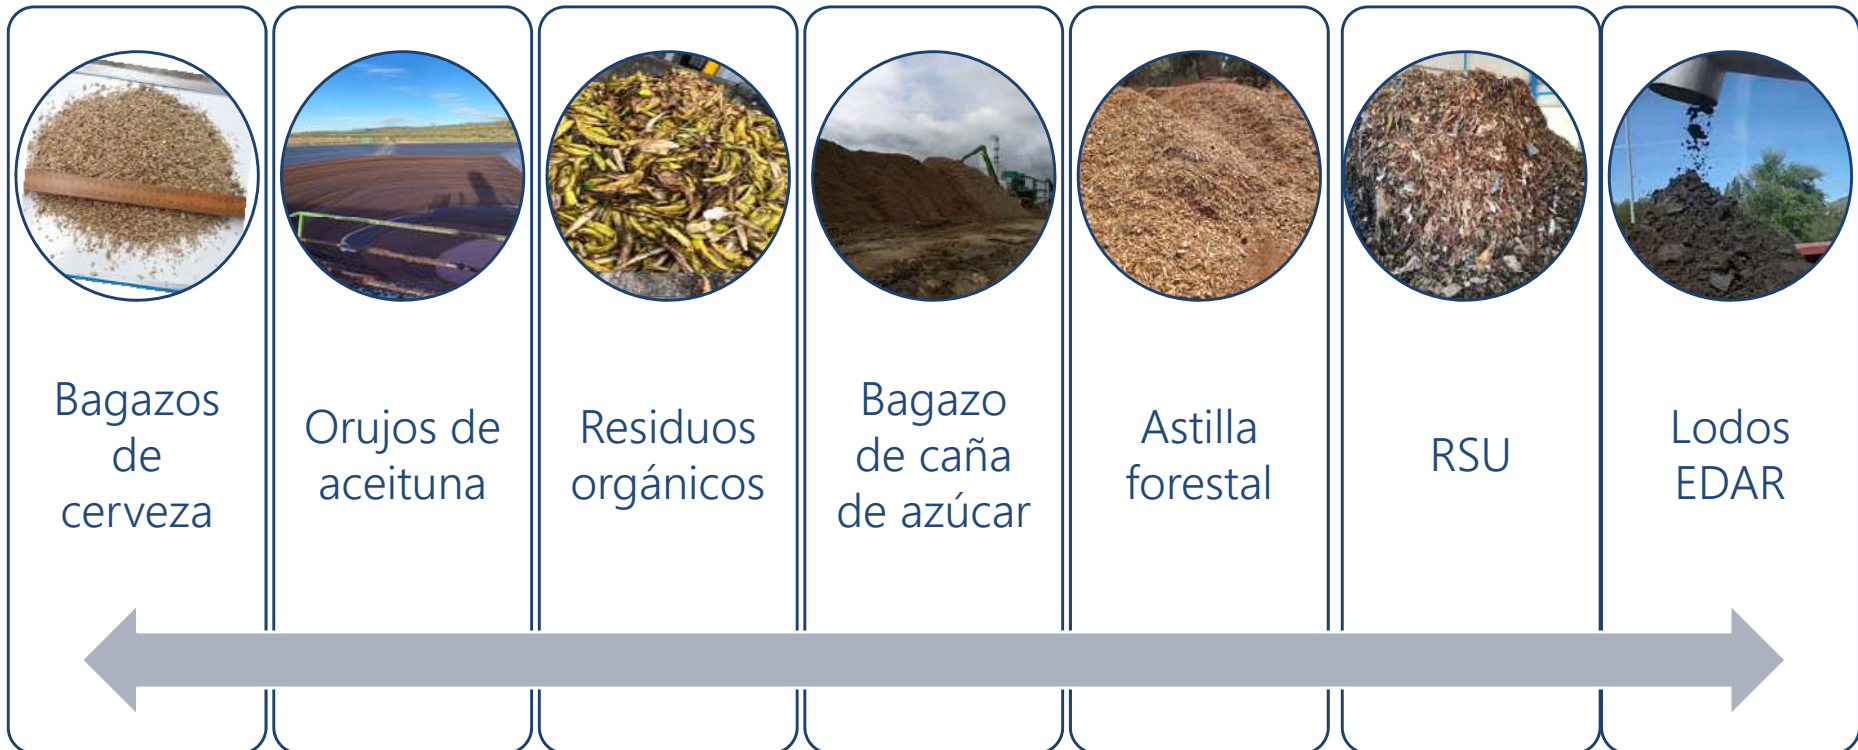 Bagazos
de
cerveza
Orujos de
aceituna
Residuos
orgánicos
Bagazo
de caña
de azúcar
Astilla
forestal
RSU
Lodos
EDAR